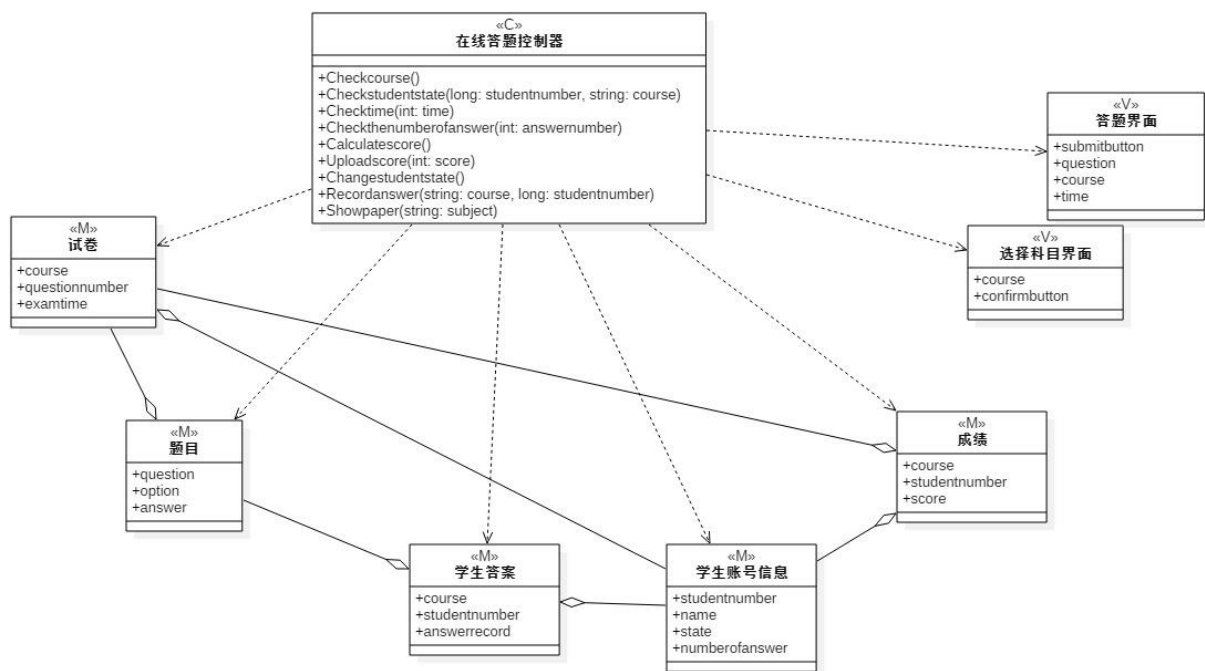 «C»
在线答题控制器
+Checkcourse()
+Checkstudentstate(long: studentnumber, string: course)
+Checktime(int: time)
+Checkthenumberofanswer(int: answernumber)
+Calculatescore()
+Uploadscore(int: score)
+Changestudentstate()
+Recordanswer(string: course, long: studentnumber)
+Showpaper(string: subject)
«V»
答题界面
+submitbutton
+question
+course
+time
«V»
选择科目界面
+course
+confirmbutton
«M»
试卷
+course
+questionnumber
+examtime
«M»
题目
+question
+option
+answer
«M»
成绩
+course
+studentnumber
+score
«M»
学生答案
+course
+studentnumber
+answerrecord
«M»
学生账号信息
+studentnumber
+name
+state
+numberofanswer